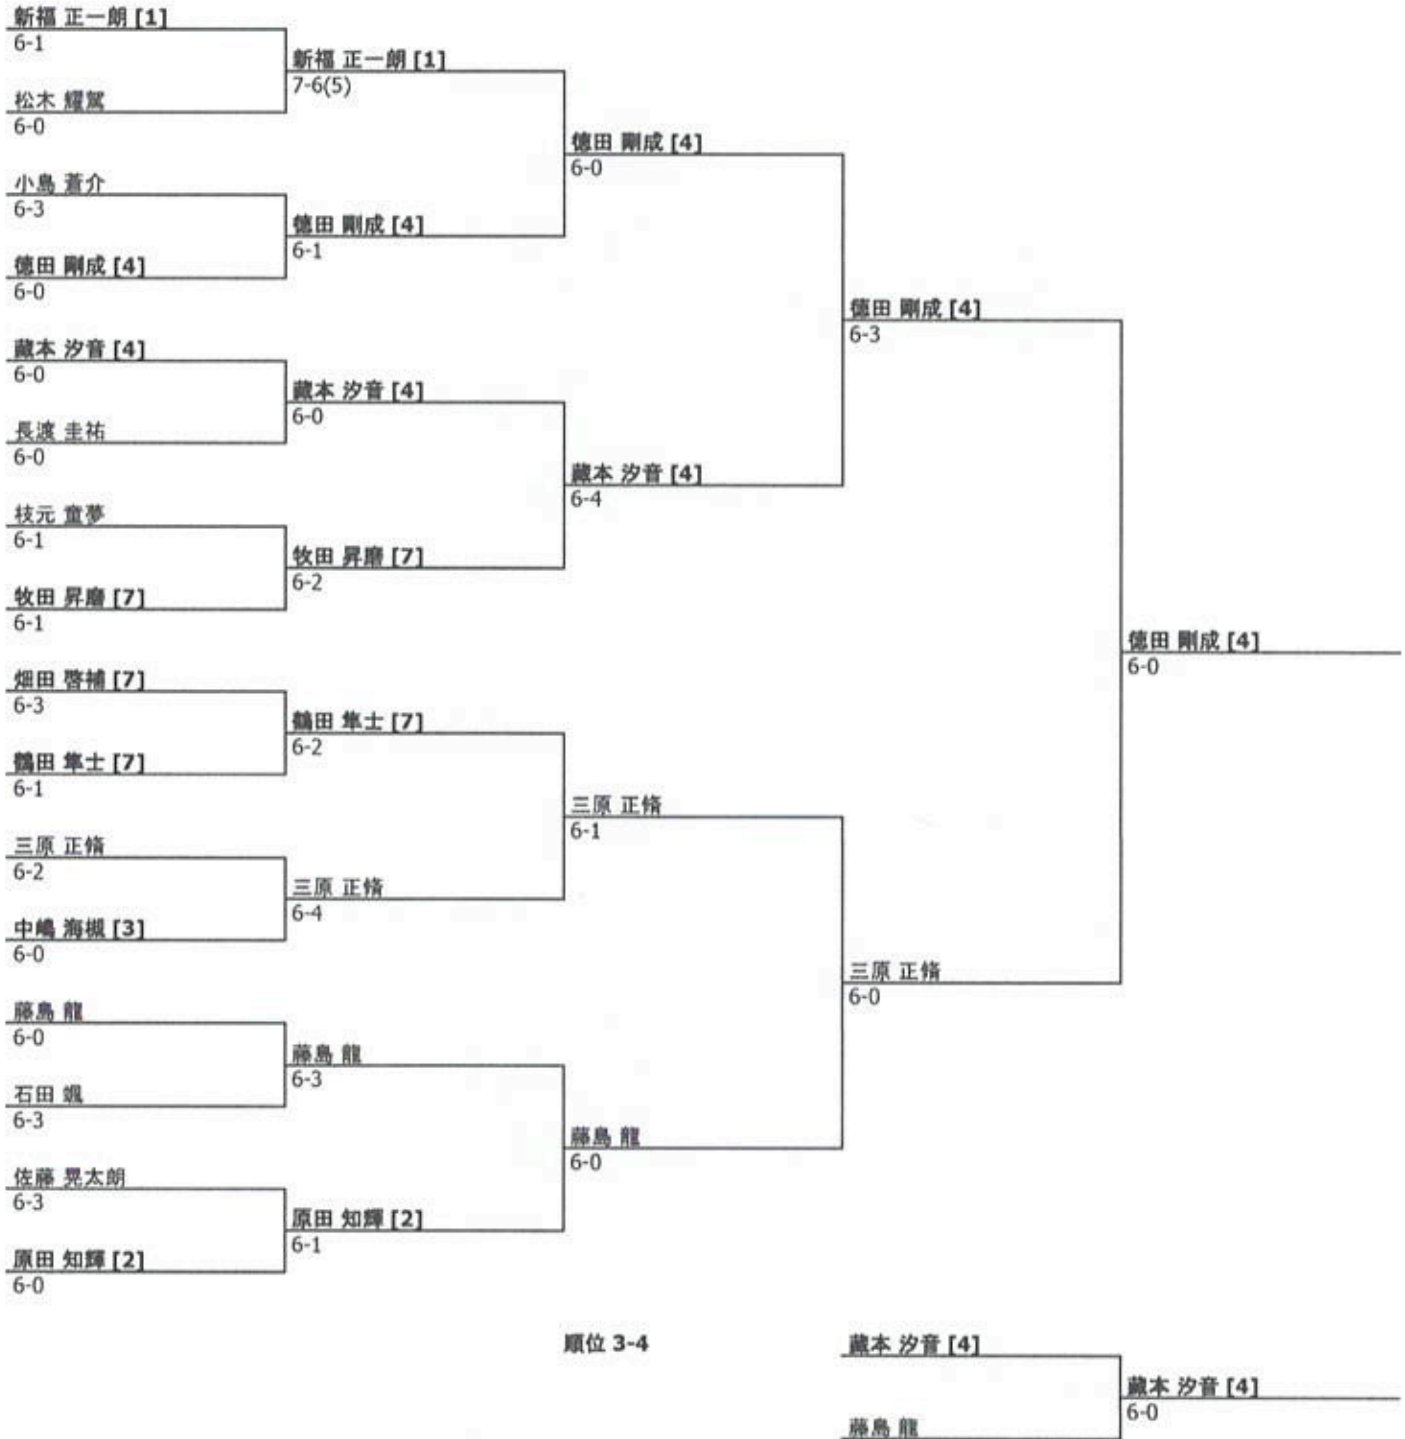 新福 正一朗 [1]
6-1
松木 耀駕
6-0
小島 蒼介
6-3
徳田 剛成 [4]
6-0
藏本 汐音 [4]
6-0
長渡 圭祐
6-0
枝元 童夢
6-1
牧田 昇磨 [7]
6-1
畑田 啓補 [7]
6-3
鶴田 隼士 [7]
6-1
三原 正脩
6-2
中嶋 海槻 [3]
6-0
藤島 龍
6-0
石田 颯
6-3
佐藤 晃太朗
6-3
原田 知輝 [2]
6-0
新福 正一朗 [1]
7-6(5)
徳田 剛成 [4]
6-1
藏本 汐音 [4]
6-0
牧田 昇磨 [7]
6-2
鶴田 隼士 [7]
6-2
三原 正脩
6-4
藤島 龍
6-3
原田 知輝 [2]
6-1
徳田 剛成 [4]
6-0
藏本 汐音 [4]
6-4
三原 正脩
6-1
藤島 龍
6-0
徳田 剛成 [4]
6-3
三原 正脩
6-0
徳田 剛成 [4]
6-0
順位 3-4
藏本 汐音 [4]
藤島 龍
藏本 汐音 [4]
6-0